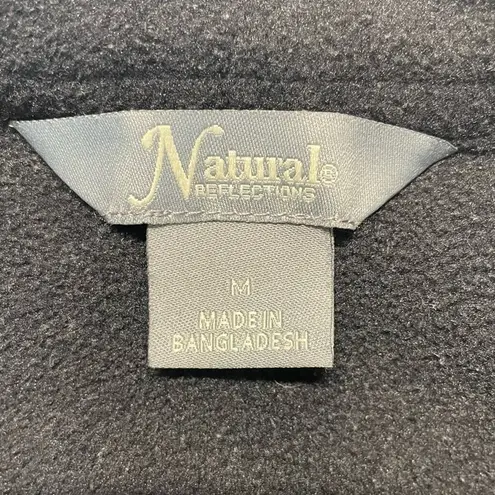 Natural®
REFLECTIONS
M
MADE IN
BANGLADESH